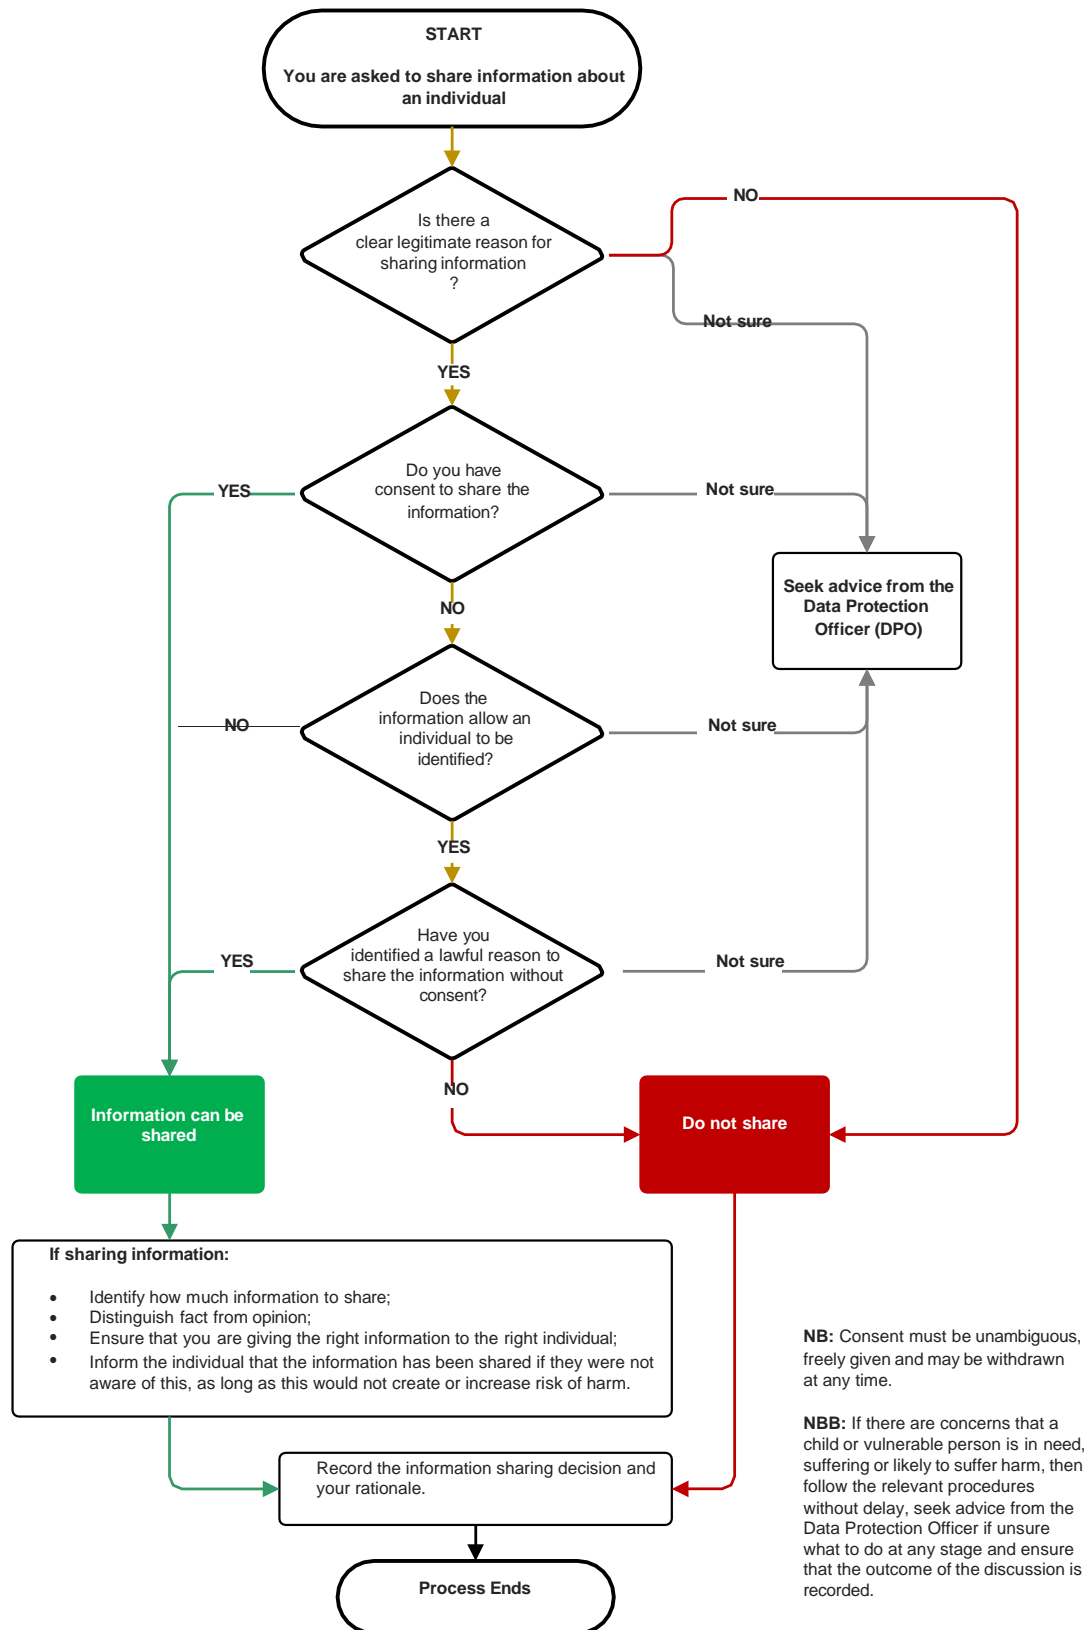 START
You are asked to share information about
an individual
NO
Is there a
clear legitimate reason for
sharing information
?
Not sure
YES
Do you have
consent to share the
information?
YES
Not sure
NO
Seek advice from the
Data Protection
Officer (DPO)
Does the
information allow an
individual to be
identified?
NO
Not sure
YES
Have you
identified a lawful reason to
share the information without
consent?
YES
Not sure
NO
Information can be
shared
Do not share
If sharing information:
• Identify how much information to share;
• Distinguish fact from opinion;
• Ensure that you are giving the right information to the right individual;
• Inform the individual that the information has been shared if they were not
aware of this, as long as this would not create or increase risk of harm.
NB: Consent must be unambiguous,
freely given and may be withdrawn
at any time.
NBB: If there are concerns that a
child or vulnerable person is in need,
suffering or likely to suffer harm, then
follow the relevant procedures
without delay, seek advice from the
Data Protection Officer if unsure
what to do at any stage and ensure
that the outcome of the discussion is
recorded.
Record the information sharing decision and
your rationale.
Process Ends